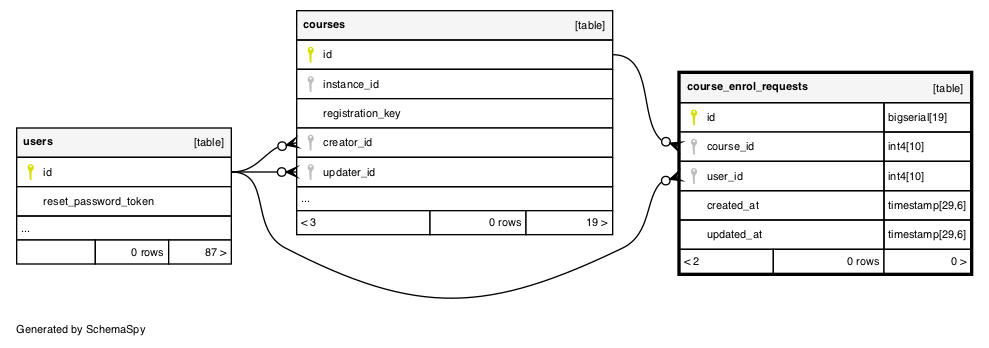 courses [table]
id
instance_id
registration_key
creator_id
updater_id
...
< 3 0 rows 19 >
users [table]
id
reset_password_token
...
0 rows 87 >
course_enrol_requests [table]
id bigserial[19]
course_id int4[10]
user_id int4[10]
created_at timestamp[29,6]
updated_at timestamp[29,6]
< 2 0 rows 0 >
Generated by SchemaSpy